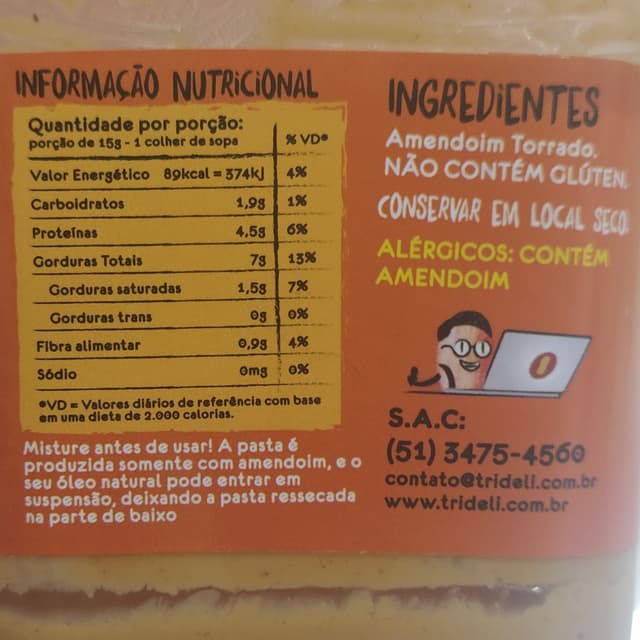 INFORMAÇÃO NUTRICIONAL
Quantidade por porção:
porção de 15g - 1 colher de sopa
% VD*
Valor Energético 89kcal = 374kJ 4%
Carboidratos 1,9g 1%
Proteínas 4,5g 6%
Gorduras Totais 7g 13%
Gorduras saturadas 1,5g 7%
Gorduras trans 0g 0%
Fibra alimentar 0,9g 4%
Sódio 0mg 0%
*VD = Valores diários de referência com base
em uma dieta de 2.000 calorias.
Misture antes de usar! A pasta é
produzida somente com amendoim, e o
seu óleo natural pode entrar em
suspensão, deixando a pasta ressecada
na parte de baixo
INGREDIENTES
Amendoim Torrado.
NÃO CONTÉM GLÚTEN.
CONSERVAR EM LOCAL SECO.
ALÉRGICOS: CONTÉM
AMENDOIM
S.A.C:
(51) 3475-4560
contato@trideli.com.br
www.trideli.com.br